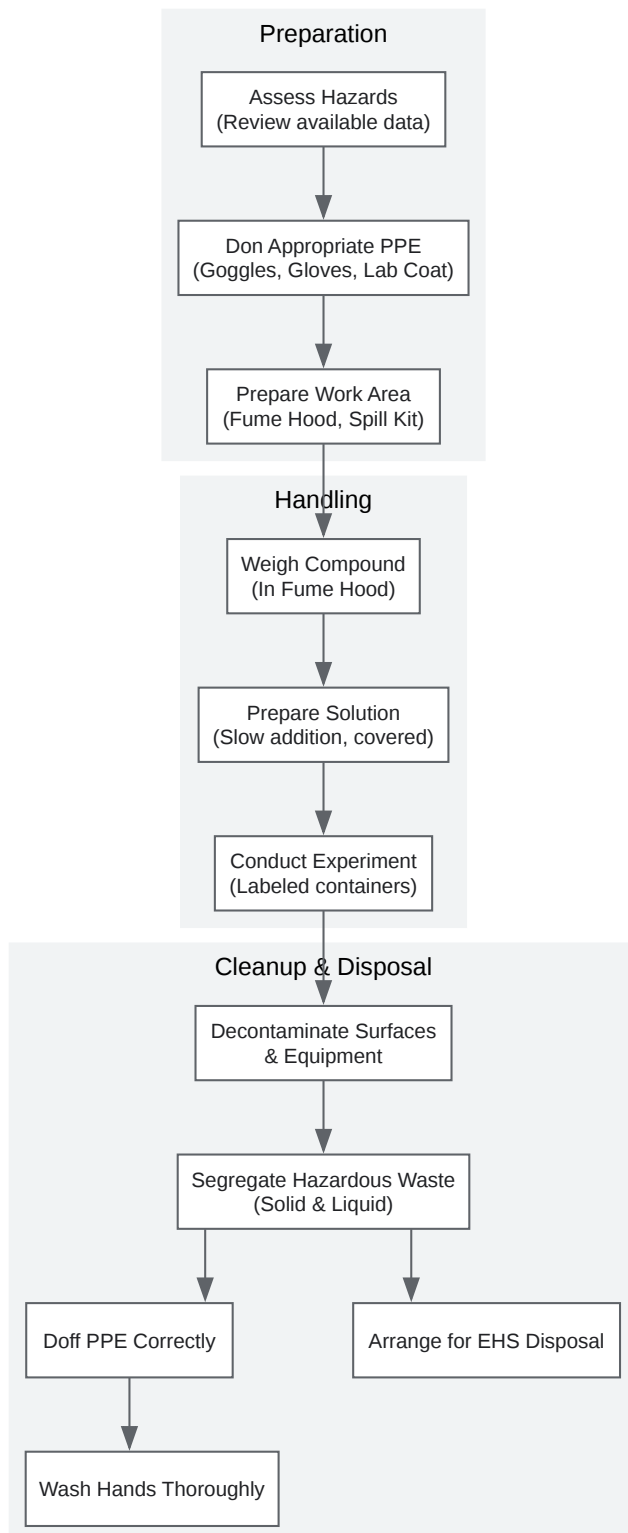 Preparation
Assess Hazards
(Review available data)
Don Appropriate PPE
(Goggles, Gloves, Lab Coat)
Prepare Work Area
(Fume Hood, Spill Kit)
Handling
Weigh Compound
(In Fume Hood)
Prepare Solution
(Slow addition, covered)
Conduct Experiment
(Labeled containers)
Cleanup & Disposal
Decontaminate Surfaces
& Equipment
Segregate Hazardous Waste
(Solid & Liquid)
Doff PPE Correctly
Arrange for EHS Disposal
Wash Hands Thoroughly